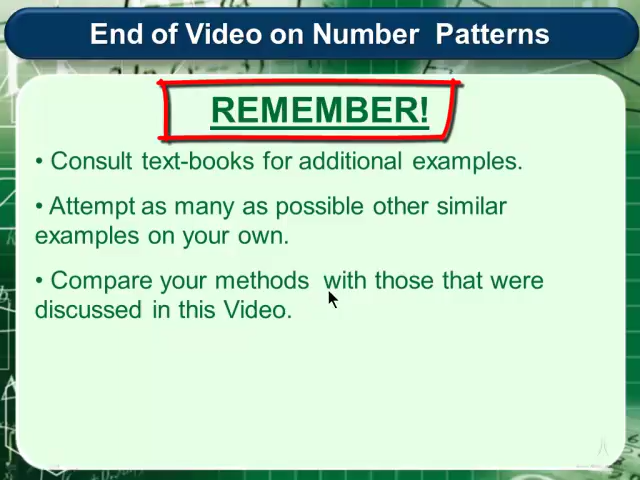 End of Video on Number Patterns
REMEMBER!
• Consult text-books for additional examples.
• Attempt as many as possible other similar
examples on your own.
• Compare your methods with those that were
discussed in this Video.